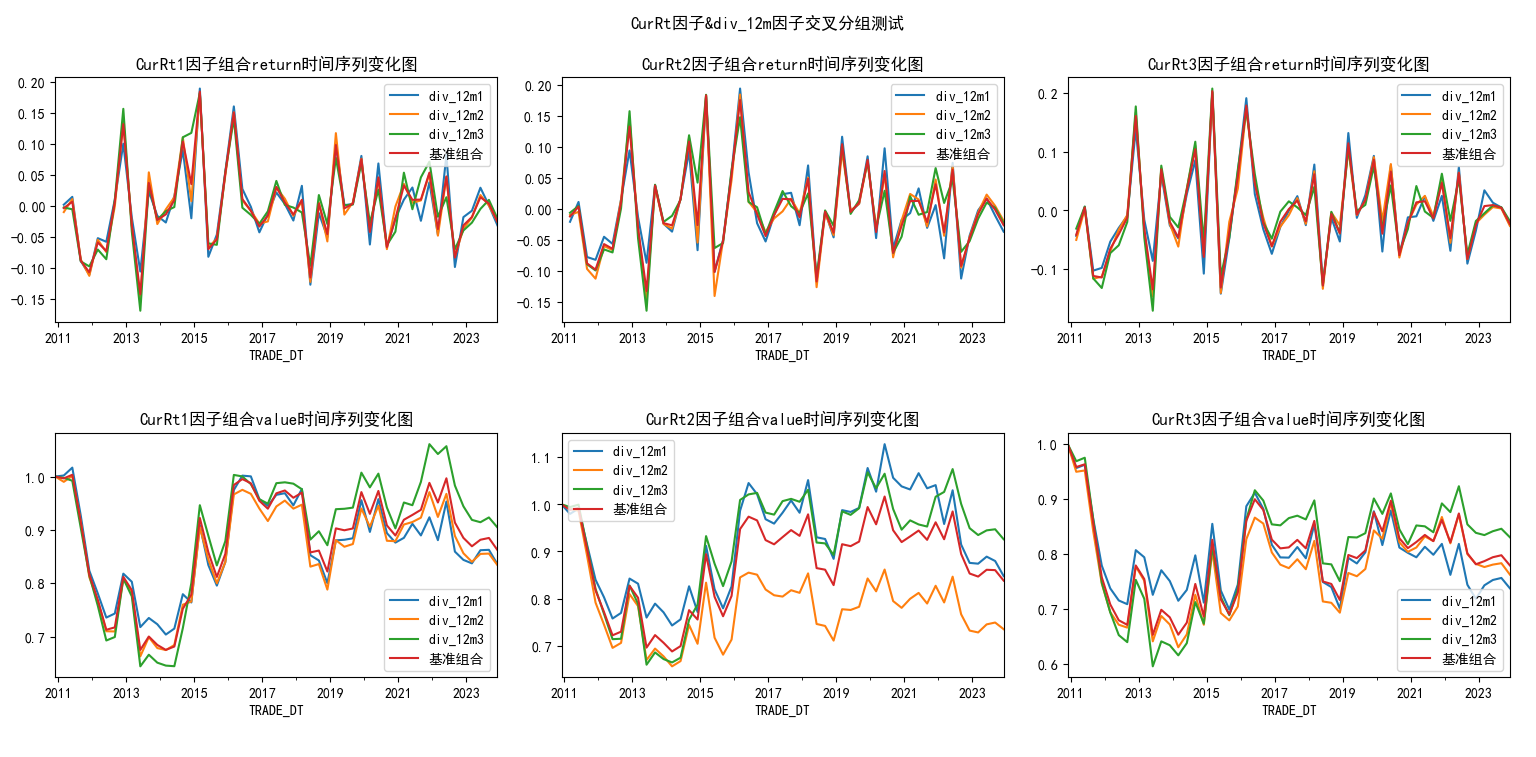 CurRt因子&div_12m因子交叉分组测试
CurRt1因子组合return时间序列变化图
0.20
0.15
0.10
0.05
0.00
−0.05
−0.10
−0.15
2011 2013 2015 2017 2019 2021 2023
TRADE_DT
div_12m1
div_12m2
div_12m3
基准组合
CurRt2因子组合return时间序列变化图
0.20
0.15
0.10
0.05
0.00
−0.05
−0.10
−0.15
2011 2013 2015 2017 2019 2021 2023
TRADE_DT
div_12m1
div_12m2
div_12m3
基准组合
CurRt3因子组合return时间序列变化图
0.2
0.1
0.0
−0.1
2011 2013 2015 2017 2019 2021 2023
TRADE_DT
div_12m1
div_12m2
div_12m3
基准组合
CurRt1因子组合value时间序列变化图
1.0
0.9
0.8
0.7
2011 2013 2015 2017 2019 2021 2023
TRADE_DT
div_12m1
div_12m2
div_12m3
基准组合
CurRt2因子组合value时间序列变化图
1.1
1.0
0.9
0.8
0.7
2011 2013 2015 2017 2019 2021 2023
TRADE_DT
div_12m1
div_12m2
div_12m3
基准组合
CurRt3因子组合value时间序列变化图
1.0
0.9
0.8
0.7
0.6
2011 2013 2015 2017 2019 2021 2023
TRADE_DT
div_12m1
div_12m2
div_12m3
基准组合